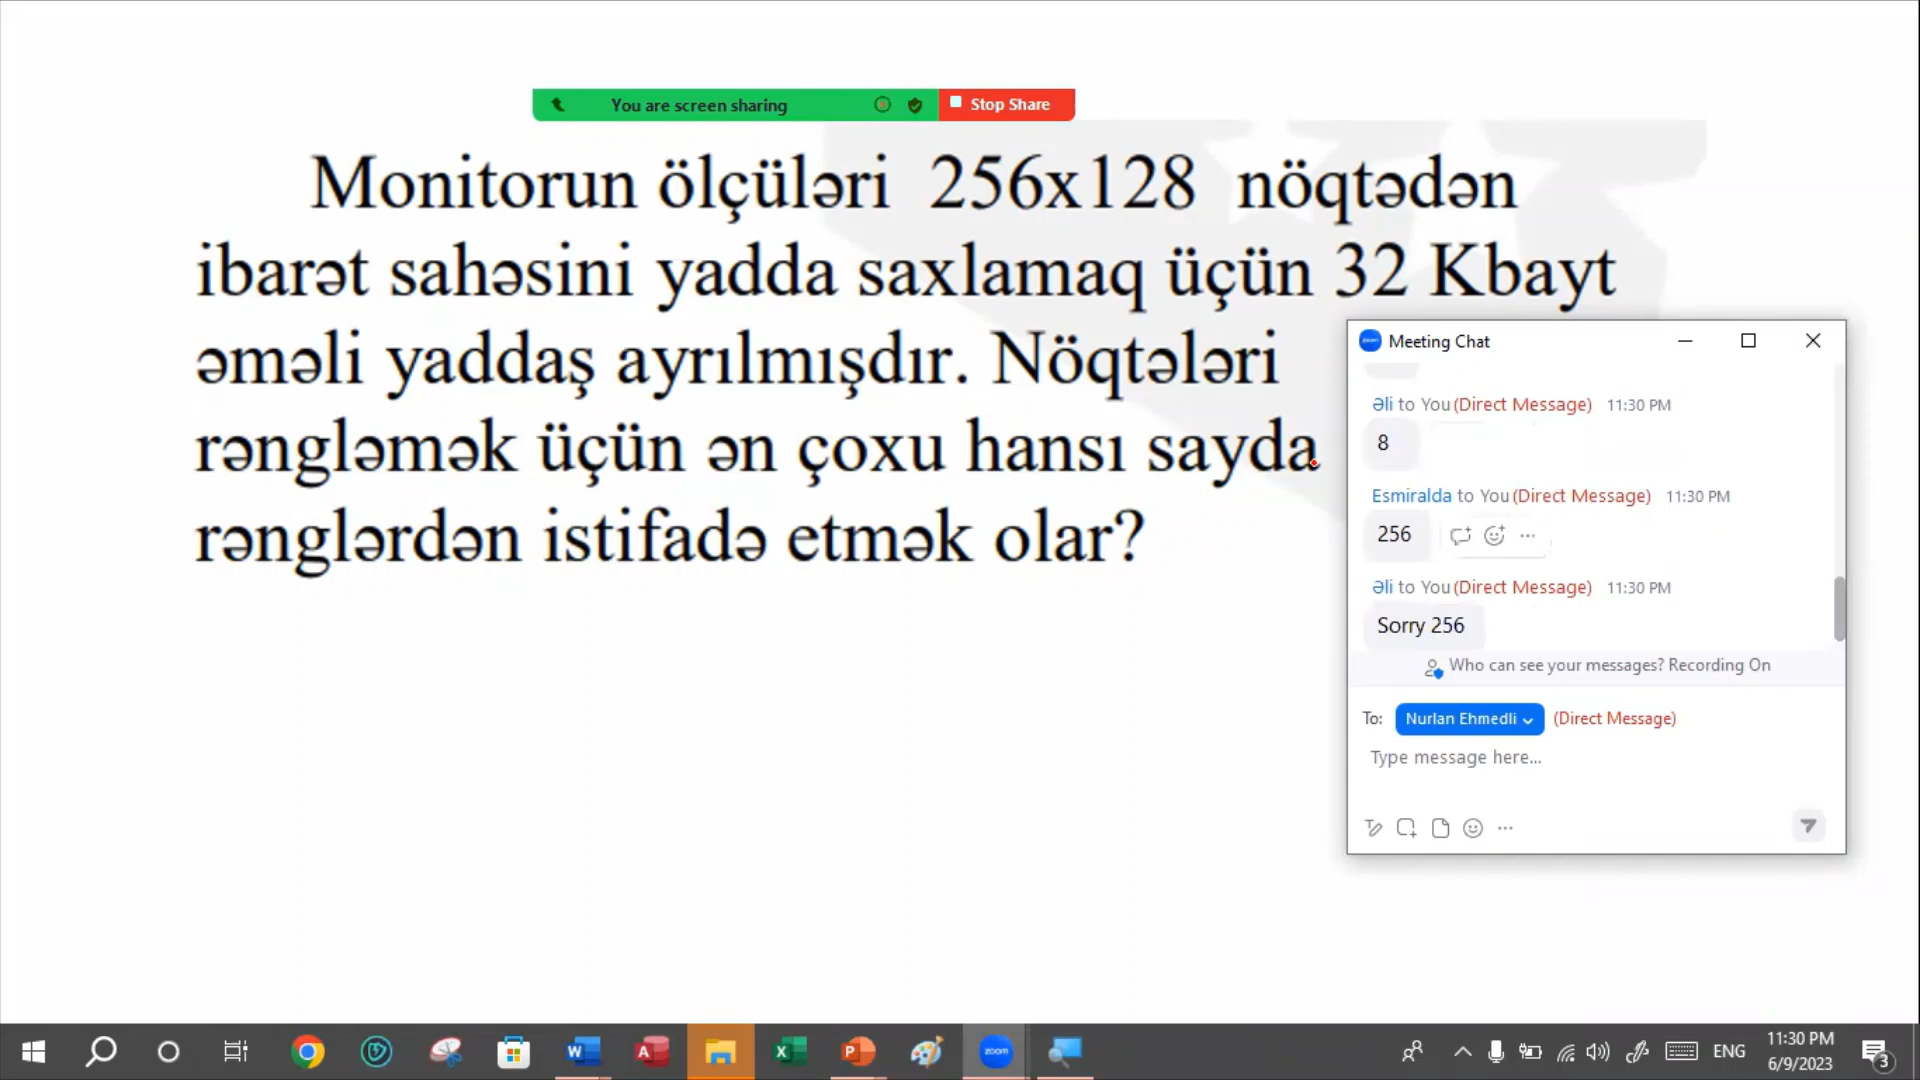 You are screen sharing
Stop Share
Monitorun ölçüləri 256x128 nöqtədən
ibarət sahəsini yadda saxlamaq üçün 32 Kbayt
əməli yaddaş ayrılmışdır. Nöqtələri
rəngləmək üçün ən çoxu hansı sayda
rənglərdən istifadə etmək olar?
zoom
Meeting Chat
Əli to You(Direct Message) 11:30 PM
8
Esmiralda to You(Direct Message) 11:30 PM
256
Əli to You(Direct Message) 11:30 PM
Sorry 256
Who can see your messages? Recording On
To: Nurlan Ehmedli (Direct Message)
Type message here...
W
A
X
P
zoom
ENG
11:30 PM
6/9/2023
3